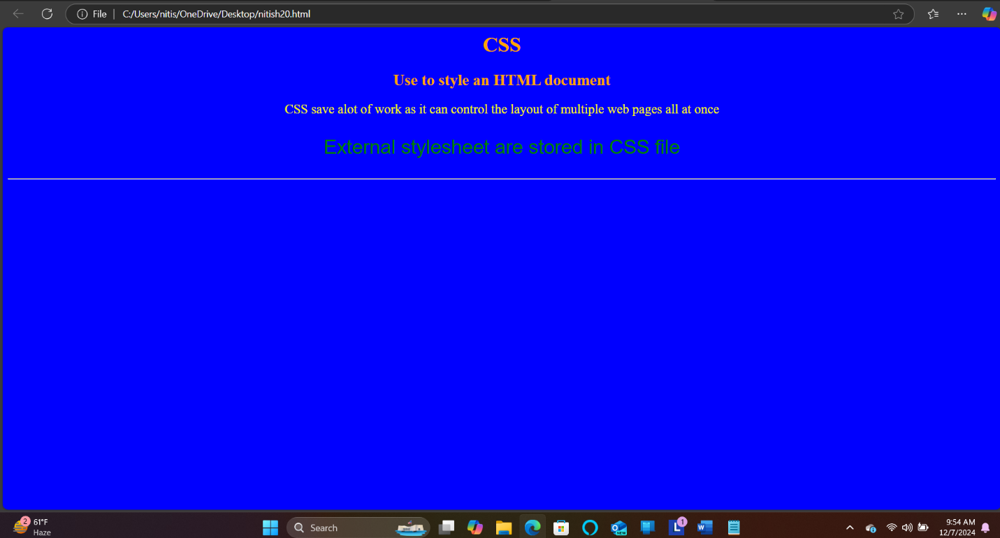 File | C:/Users/nitis/OneDrive/Desktop/nitish20.html
CSS
Use to style an HTML document
CSS save alot of work as it can control the layout of multiple web pages all at once
External stylesheet are stored in CSS file
2
61°F
Haze
Search
NEW
L
1
W
9:54 AM
12/7/2024